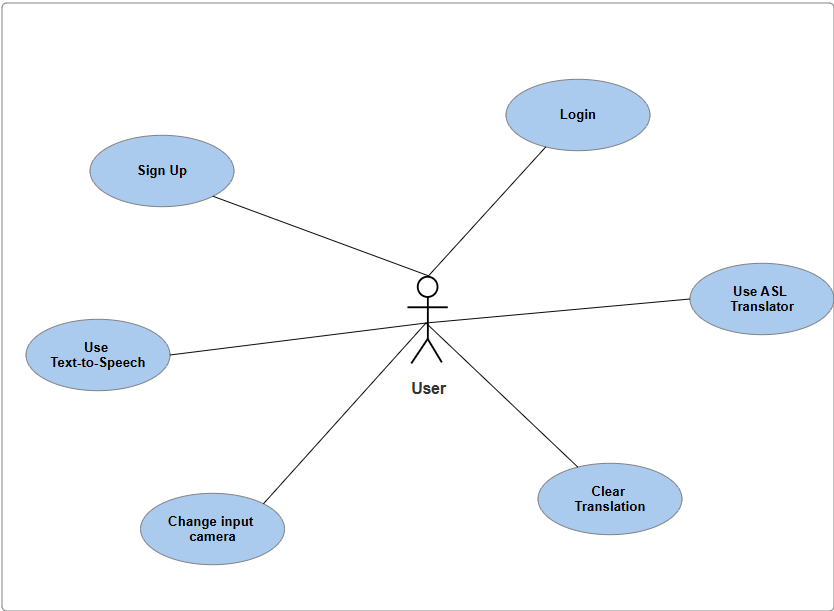 Login
Sign Up
Use ASL
Translator
Use
Text-to-Speech
User
Clear
Translation
Change input
camera